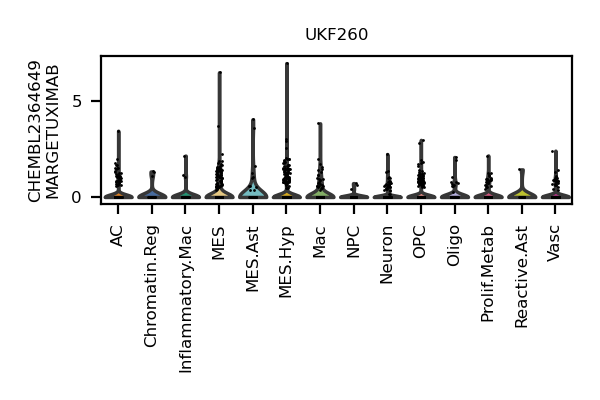 UKF260
CHEMBL2364649
MARGETUXIMAB
5
0
AC
Chromatin.Reg
Inflammatory.Mac
MES
MES.Ast
MES.Hyp
Mac
NPC
Neuron
OPC
Oligo
Prolif.Metab
Reactive.Ast
Vasc